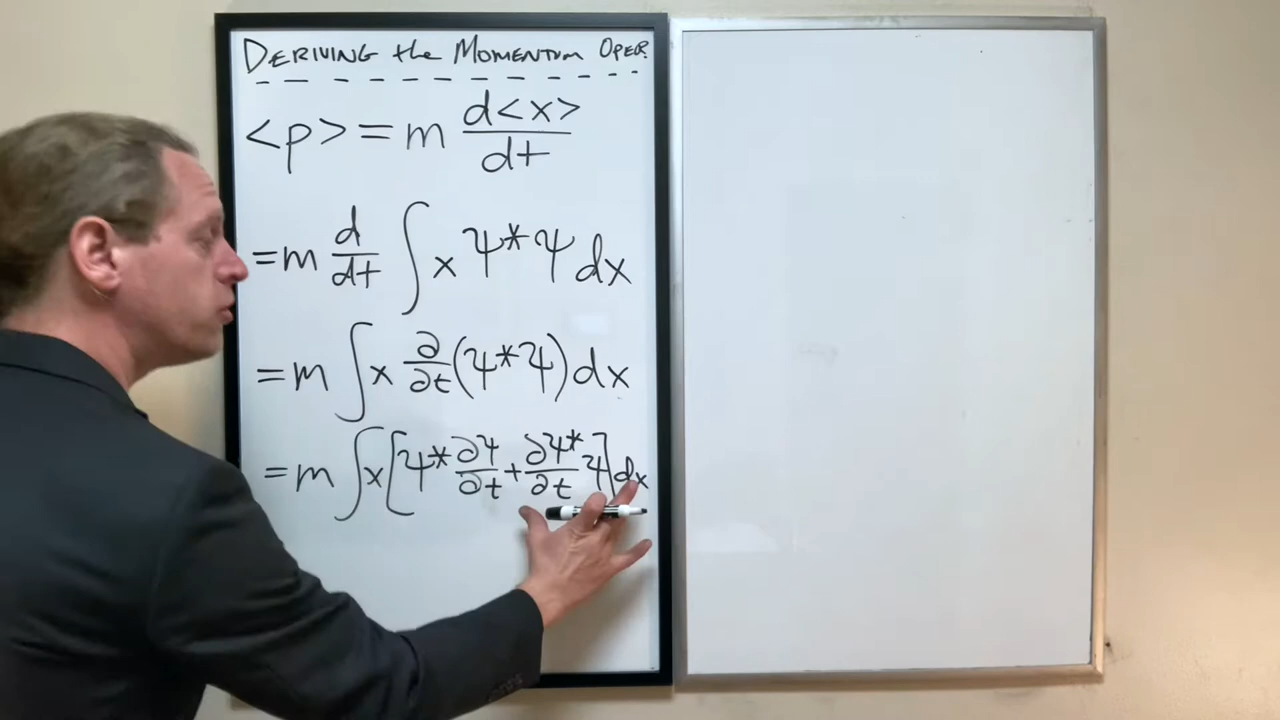 DERIVING the MOMENTUM OPER.
<p> = m d<x>/dt
= m d/dt ∫ x Ψ*Ψ dx
= m ∫ x ∂/∂t (Ψ*Ψ) dx
= m ∫ x [Ψ* ∂Ψ/∂t + ∂Ψ*/∂t Ψ] dx